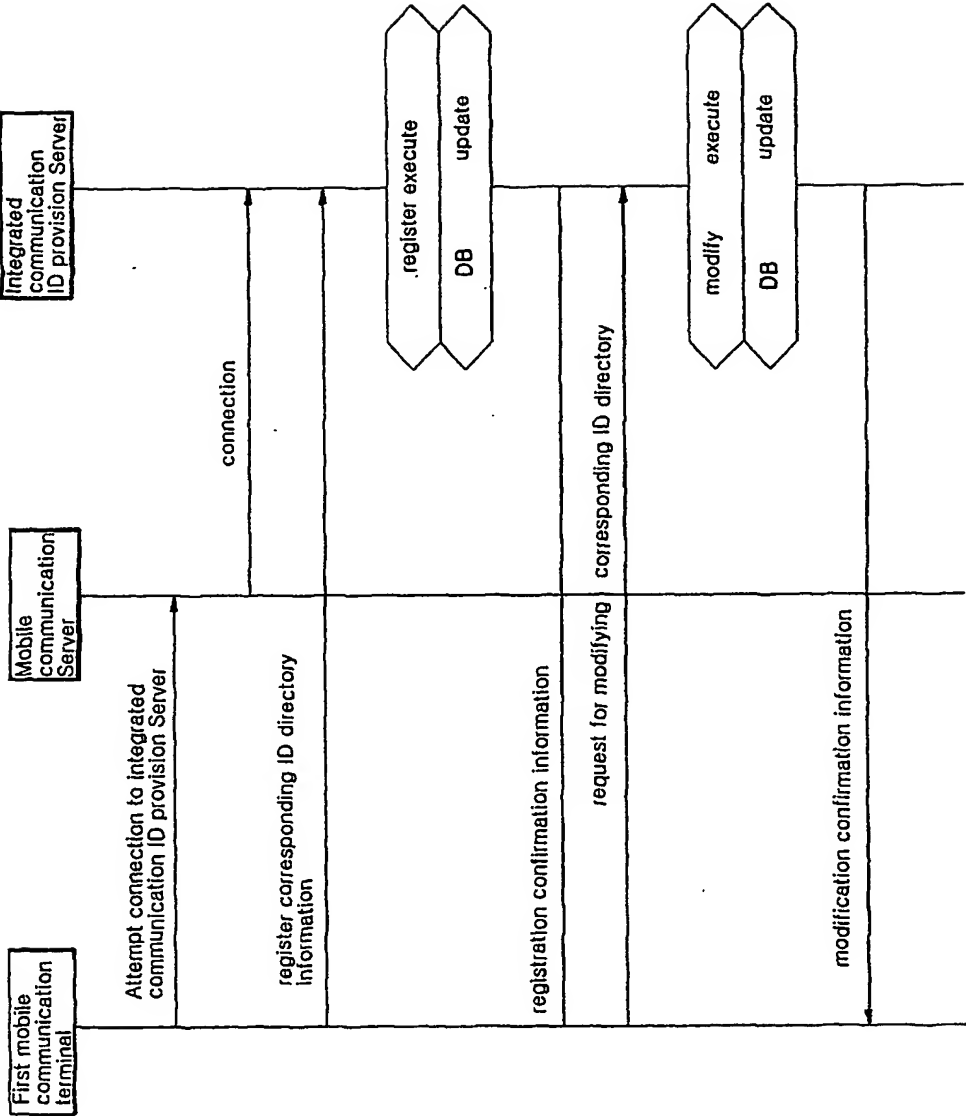 First mobile
communication
terminal
Mobile
communication
Server
Integrated
communication
ID provision Server
Attempt connection to integrated
communication ID provision Server
connection
register corresponding ID directory
information
.register execute
DB update
registration confirmation information
request for modifying corresponding ID directory
modify execute
DB update
modification confirmation information